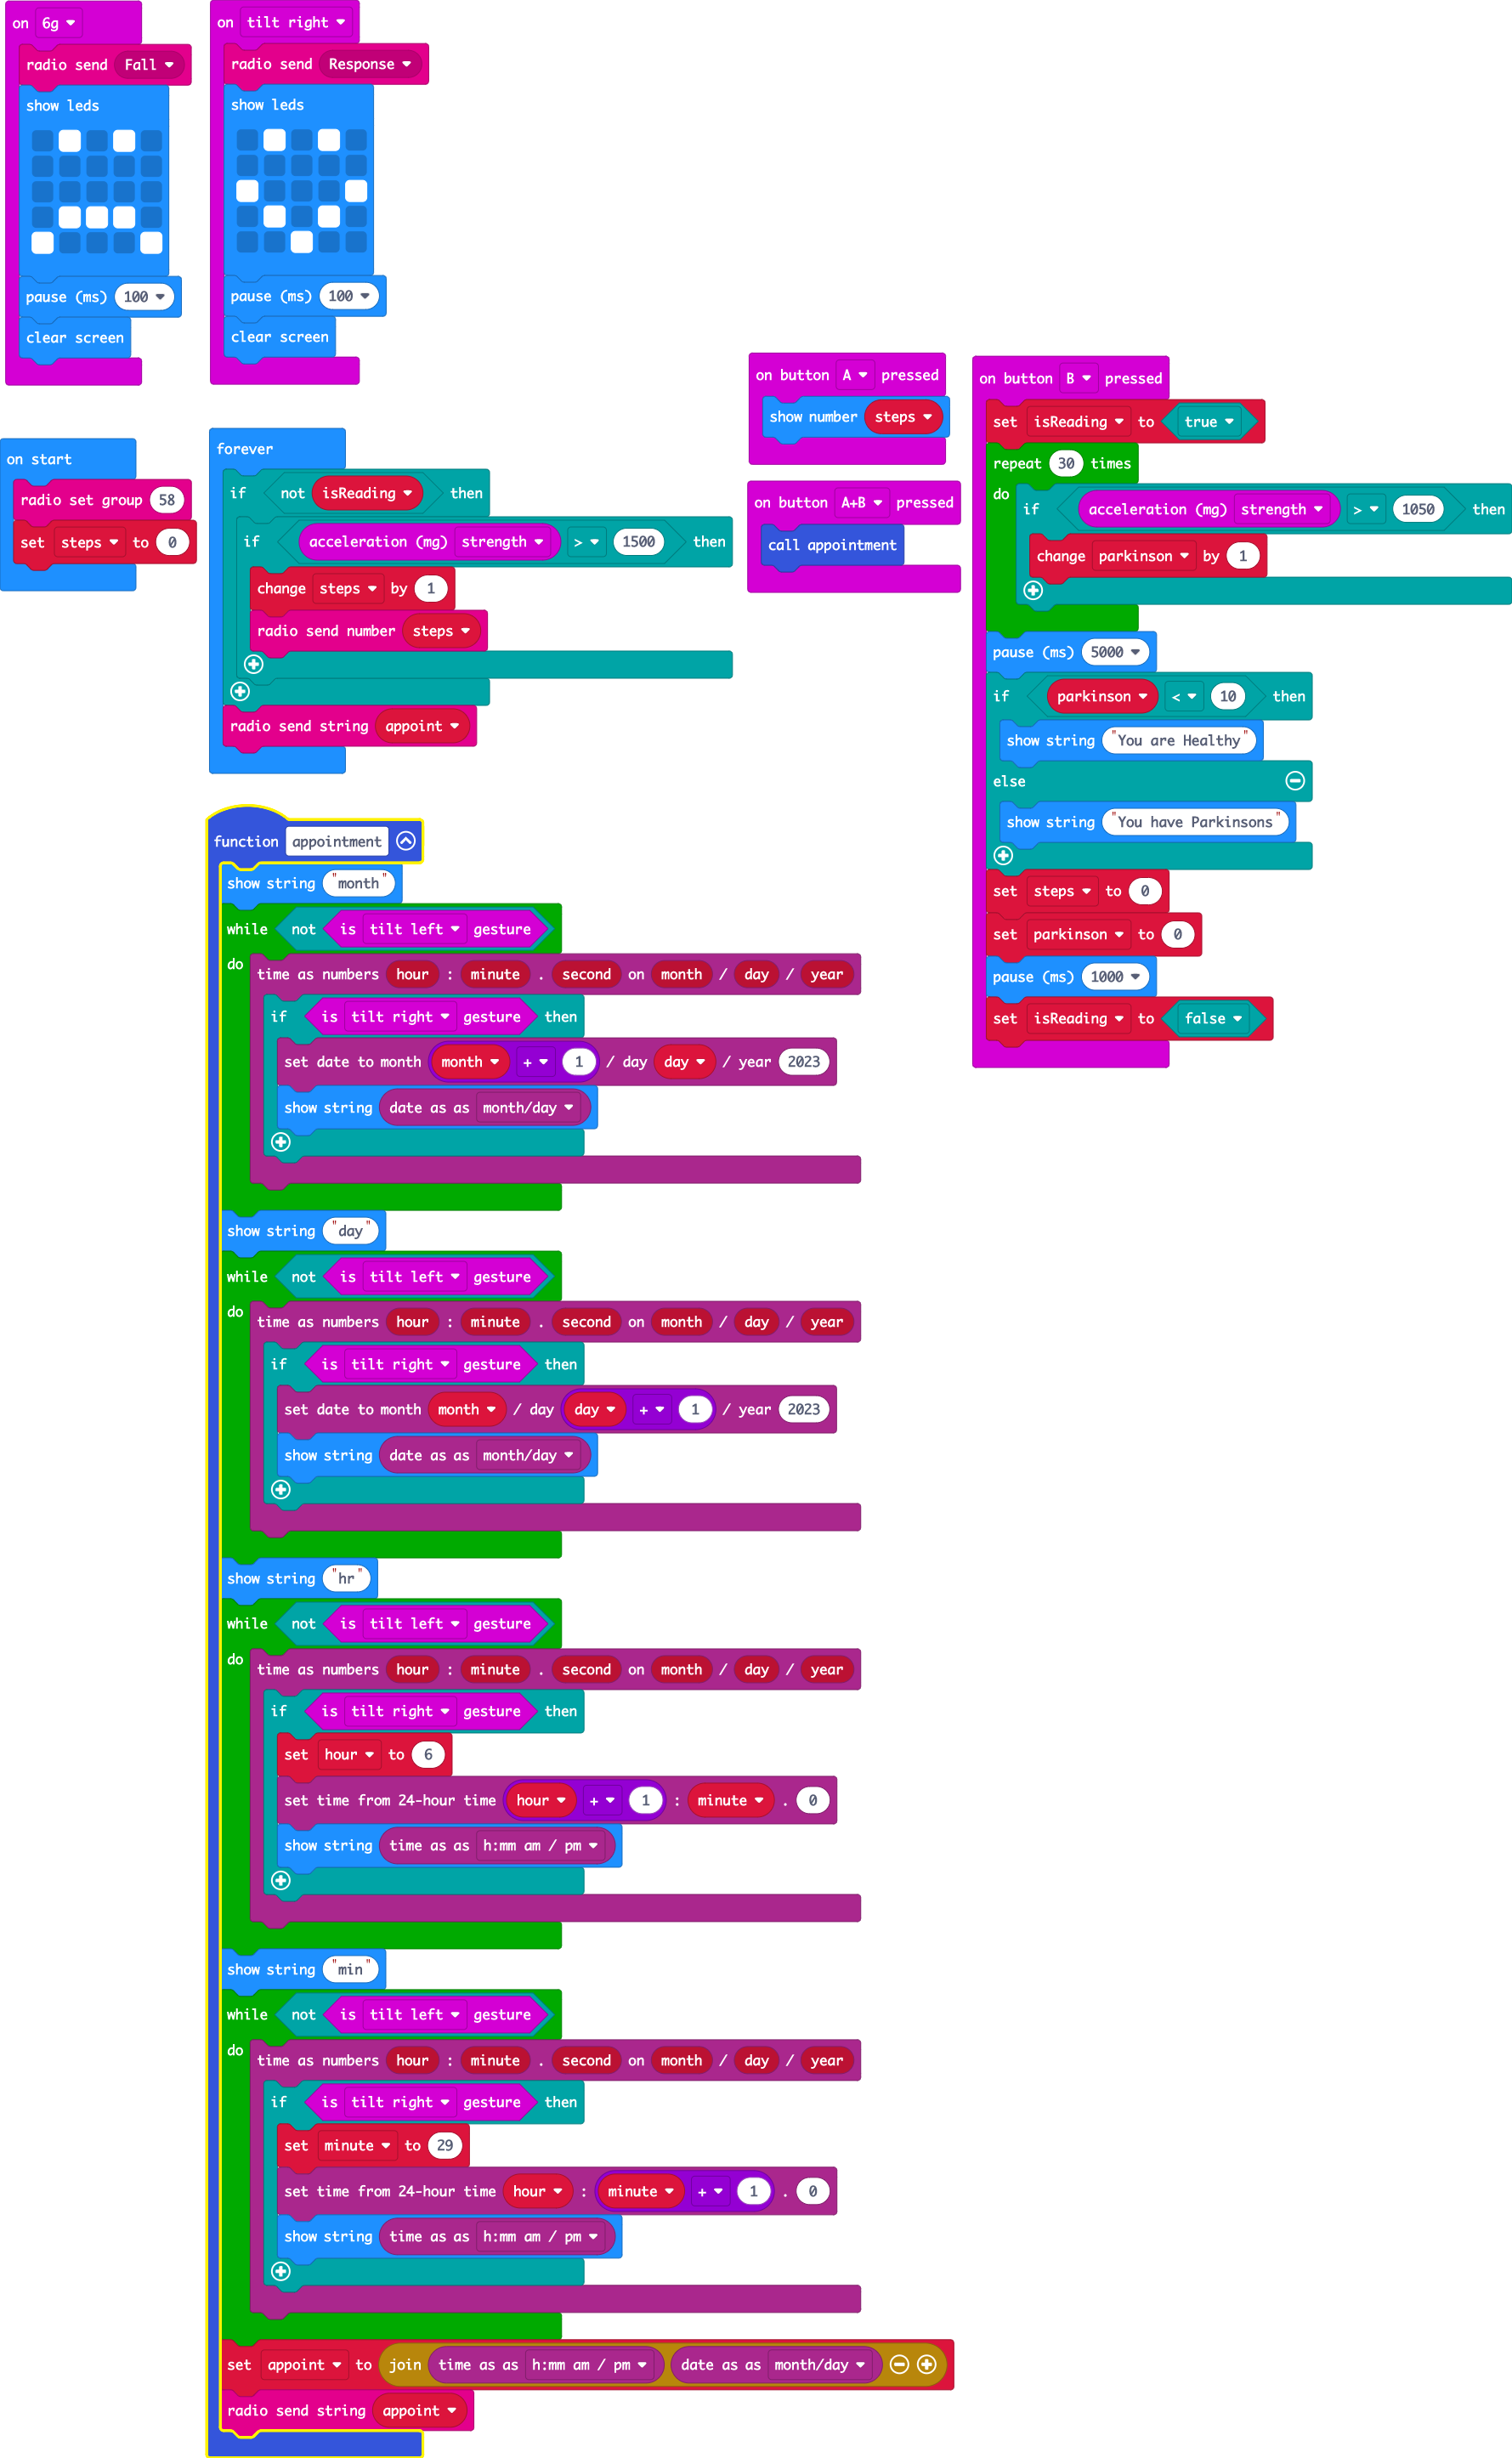 on 6g
radio send Fall
show leds
pause (ms) 100
clear screen
on tilt right
radio send Response
show leds
pause (ms) 100
clear screen
on start
radio set group 58
set steps to 0
forever
if not isReading then
if acceleration (mg) strength > 1500 then
change steps by 1
radio send number steps
radio send string appoint
on button A pressed
show number steps
on button A+B pressed
call appointment
on button B pressed
set isReading to true
repeat 30 times
do
if acceleration (mg) strength > 1050 then
change parkinson by 1
pause (ms) 5000
if parkinson < 10 then
show string "You are Healthy"
else
show string "You have Parkinsons"
set steps to 0
set parkinson to 0
pause (ms) 1000
set isReading to false
function appointment
show string "month"
while not is tilt left gesture
do
time as numbers hour : minute . second on month / day / year
if is tilt right gesture then
set date to month month + 1 / day day / year 2023
show string date as as month/day
show string "day"
while not is tilt left gesture
do
time as numbers hour : minute . second on month / day / year
if is tilt right gesture then
set date to month month / day day + 1 / year 2023
show string date as as month/day
show string "hr"
while not is tilt left gesture
do
time as numbers hour : minute . second on month / day / year
if is tilt right gesture then
set hour to 6
set time from 24-hour time hour + 1 : minute . 0
show string time as as h:mm am / pm
show string "min"
while not is tilt left gesture
do
time as numbers hour : minute . second on month / day / year
if is tilt right gesture then
set minute to 29
set time from 24-hour time hour : minute + 1 . 0
show string time as as h:mm am / pm
set appoint to join time as as h:mm am / pm date as as month/day
radio send string appoint